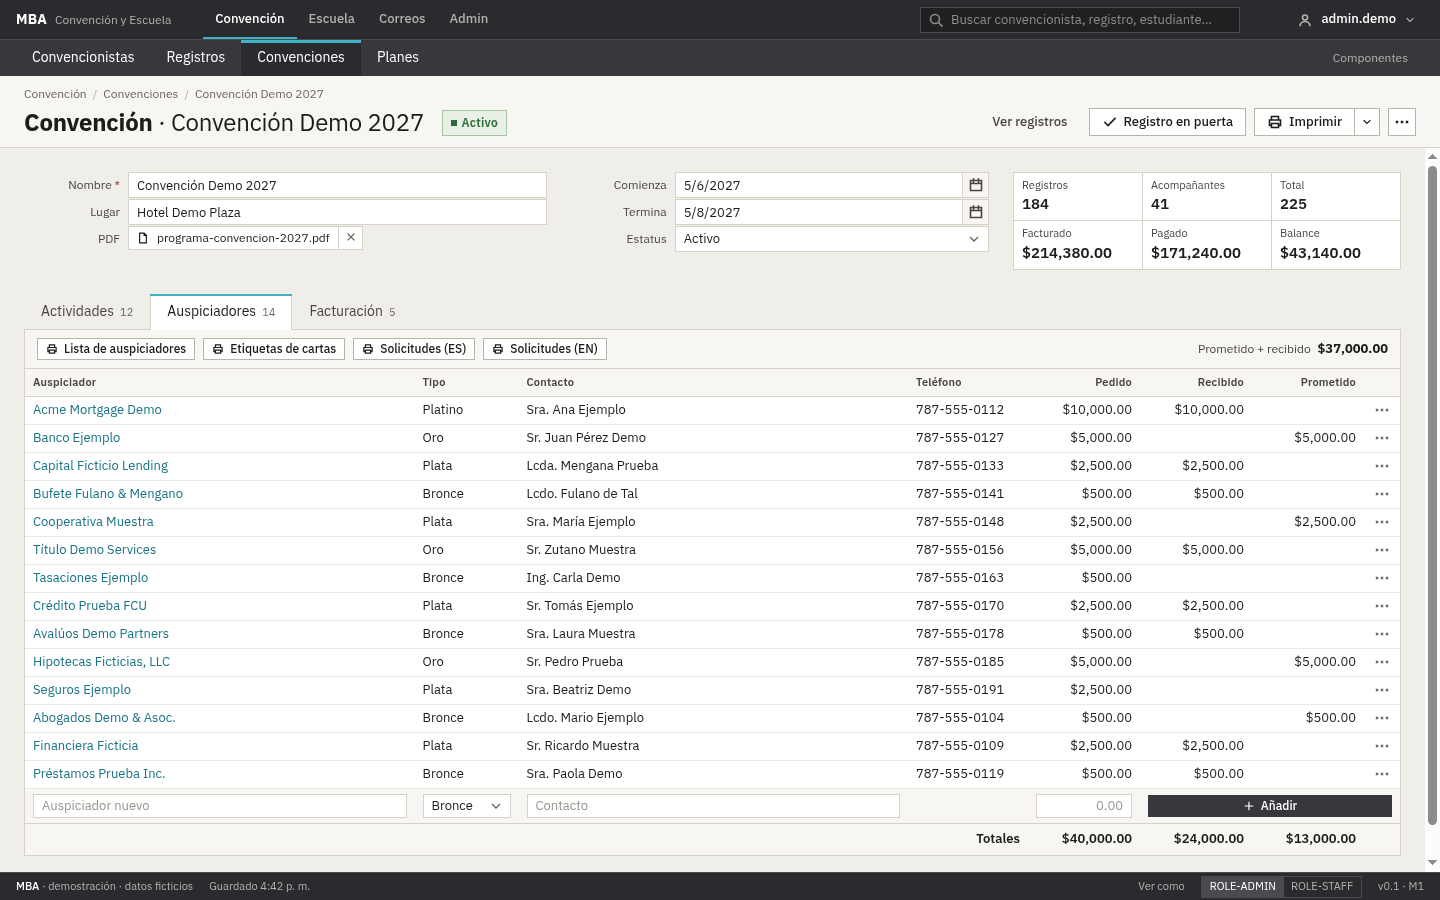 MBA Convención y Escuela Convención Escuela Correos Admin Buscar convencionista, registro, estudiante... admin.demo
Convencionistas Registros Convenciones Planes Componentes
Convención / Convenciones / Convención Demo 2027
Convención · Convención Demo 2027 Activo Ver registros Registro en puerta Imprimir
Nombre * Convención Demo 2027 Comienza 5/6/2027
Lugar Hotel Demo Plaza Termina 5/8/2027
PDF programa-convencion-2027.pdf Estatus Activo
Registros Acompañantes Total
184 41 225
Facturado Pagado Balance
$214,380.00 $171,240.00 $43,140.00
Actividades 12 Auspiciadores 14 Facturación 5
Lista de auspiciadores Etiquetas de cartas Solicitudes (ES) Solicitudes (EN) Prometido + recibido $37,000.00
Auspiciador Tipo Contacto Teléfono Pedido Recibido Prometido
Acme Mortgage Demo Platino Sra. Ana Ejemplo 787-555-0112 $10,000.00 $10,000.00
Banco Ejemplo Oro Sr. Juan Pérez Demo 787-555-0127 $5,000.00 $5,000.00
Capital Ficticio Lending Plata Lcda. Mengana Prueba 787-555-0133 $2,500.00 $2,500.00
Bufete Fulano & Mengano Bronce Lcdo. Fulano de Tal 787-555-0141 $500.00 $500.00
Cooperativa Muestra Plata Sra. María Ejemplo 787-555-0148 $2,500.00 $2,500.00
Título Demo Services Oro Sr. Zutano Muestra 787-555-0156 $5,000.00 $5,000.00
Tasaciones Ejemplo Bronce Ing. Carla Demo 787-555-0163 $500.00
Crédito Prueba FCU Plata Sr. Tomás Ejemplo 787-555-0170 $2,500.00 $2,500.00
Avalúos Demo Partners Bronce Sra. Laura Muestra 787-555-0178 $500.00 $500.00
Hipotecas Ficticias, LLC Oro Sr. Pedro Prueba 787-555-0185 $5,000.00 $5,000.00
Seguros Ejemplo Plata Sra. Beatriz Demo 787-555-0191 $2,500.00
Abogados Demo & Asoc. Bronce Lcdo. Mario Ejemplo 787-555-0104 $500.00 $500.00
Financiera Ficticia Plata Sr. Ricardo Muestra 787-555-0109 $2,500.00 $2,500.00
Préstamos Prueba Inc. Bronce Sra. Paola Demo 787-555-0119 $500.00 $500.00
Auspiciador nuevo Bronce Contacto 0.00 + Añadir
Totales $40,000.00 $24,000.00 $13,000.00
MBA · demostración · datos ficticios Guardado 4:42 p. m. Ver como ROLE-ADMIN ROLE-STAFF v0.1 · M1